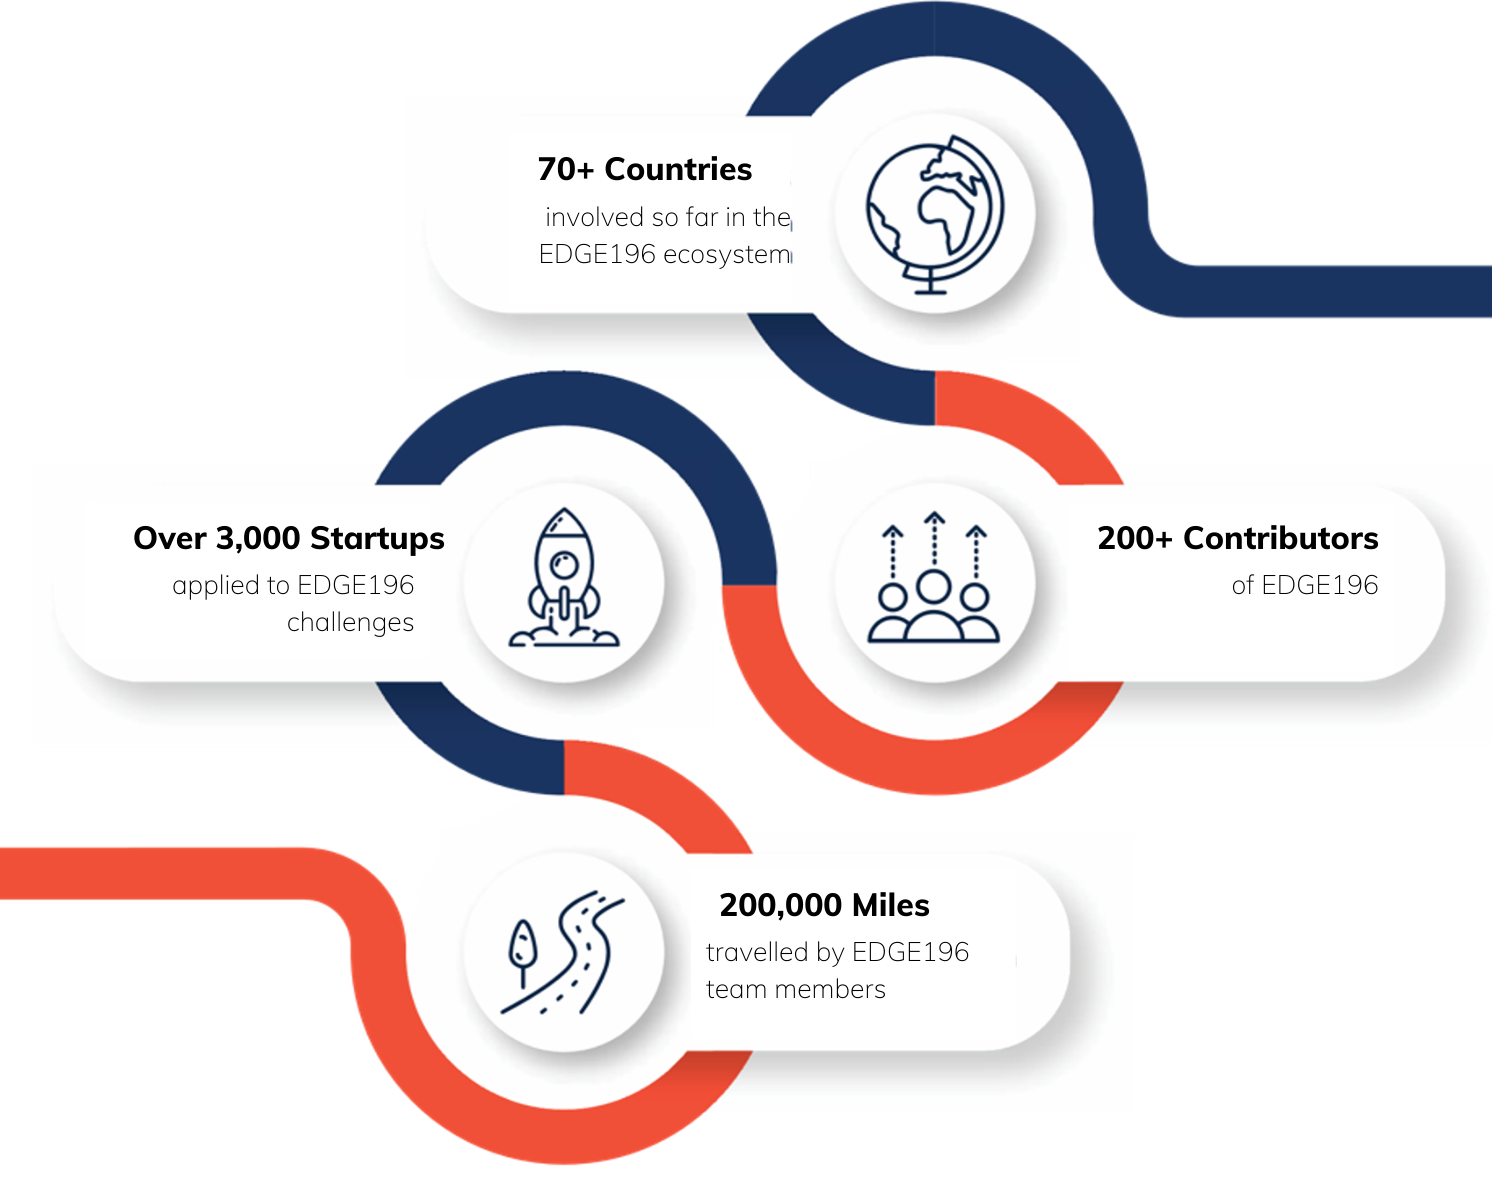 70+ Countries
involved so far in the
EDGE196 ecosystem
Over 3,000 Startups
applied to EDGE196
challenges
200+ Contributors
of EDGE196
200,000 Miles
travelled by EDGE196
team members